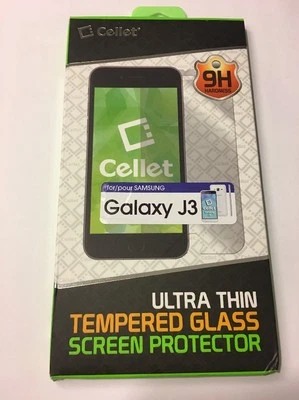 Cellet
9H
HARDNESS
Cellet
for/pour SAMSUNG
Galaxy J3
ULTRA THIN
TEMPERED GLASS
SCREEN PROTECTOR